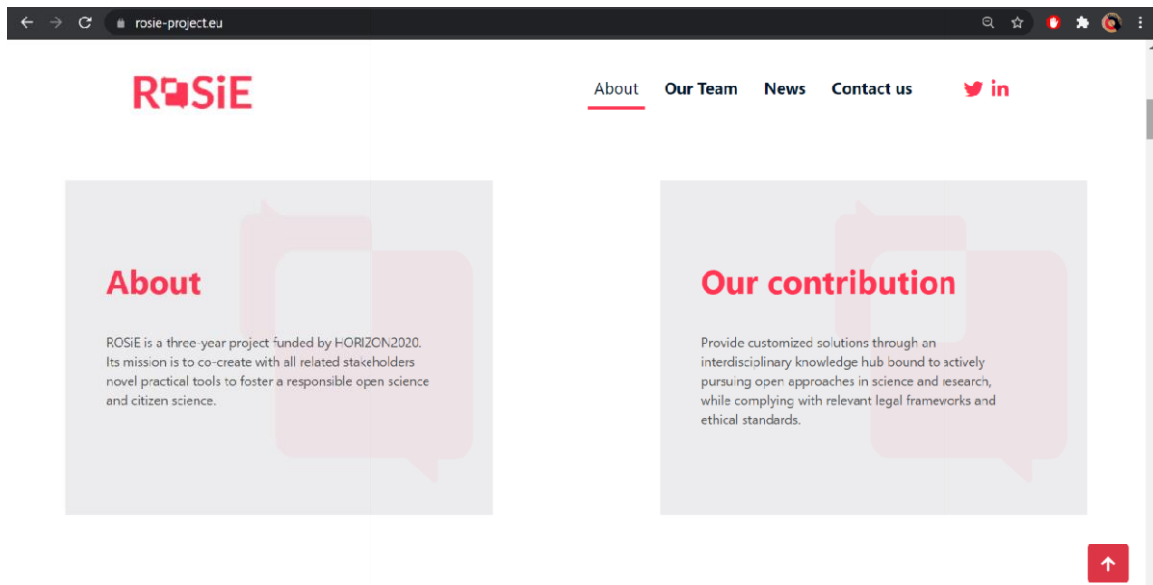 rosie-project.eu
ROSiE
About Our Team News Contact us in
About
ROSiE is a three-year project funded by HORIZON2020.
Its mission is to co-create with all related stakeholders
novel practical tools to foster a responsible open science
and citizen science.
Our contribution
Provide customized solutions through an
interdisciplinary knowledge hub bound to actively
pursuing open approaches in science and research,
while complying with relevant legal frameworks and
ethical standards.